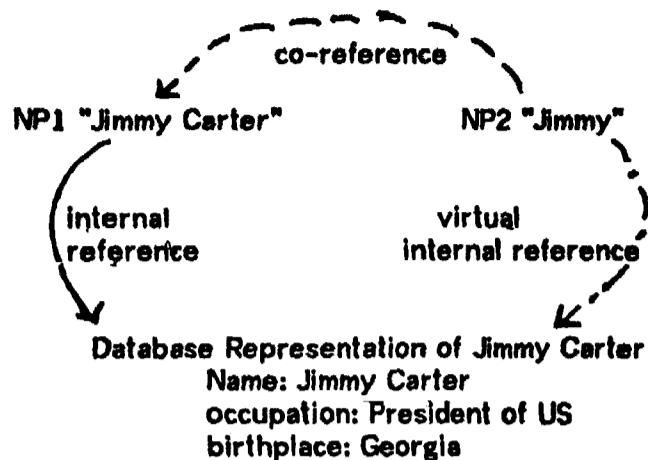 co-reference
NP1 "Jimmy Carter" NP2 "Jimmy"
internal virtual
reference internal reference
Database Representation of Jimmy Carter
Name: Jimmy Carter
occupation: President of US
birthplace: Georgia